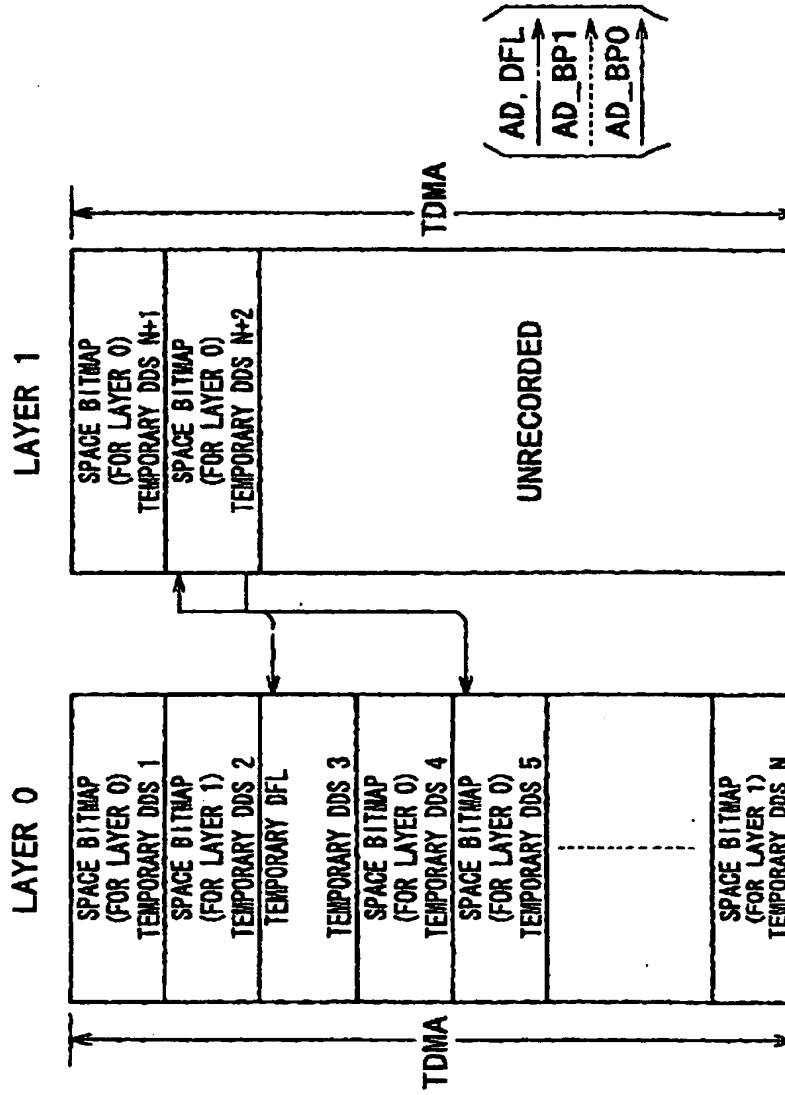 LAYER 0
SPACE BITMAP
(FOR LAYER 0)
TEMPORARY DDS 1
SPACE BITMAP
(FOR LAYER 1)
TEMPORARY DDS 2
TEMPORARY DFL
TEMPORARY DDS 3
SPACE BITMAP
(FOR LAYER 0)
TEMPORARY DDS 4
SPACE BITMAP
(FOR LAYER 0)
TEMPORARY DDS 5
SPACE BITMAP
(FOR LAYER 1)
TEMPORARY DDS N
TDMA
LAYER 1
SPACE BITMAP
(FOR LAYER 0)
TEMPORARY DDS N+1
SPACE BITMAP
(FOR LAYER 0)
TEMPORARY DDS N+2
UNRECORDED
TDMA
AD, DFL
AD_BP1
AD_BP0